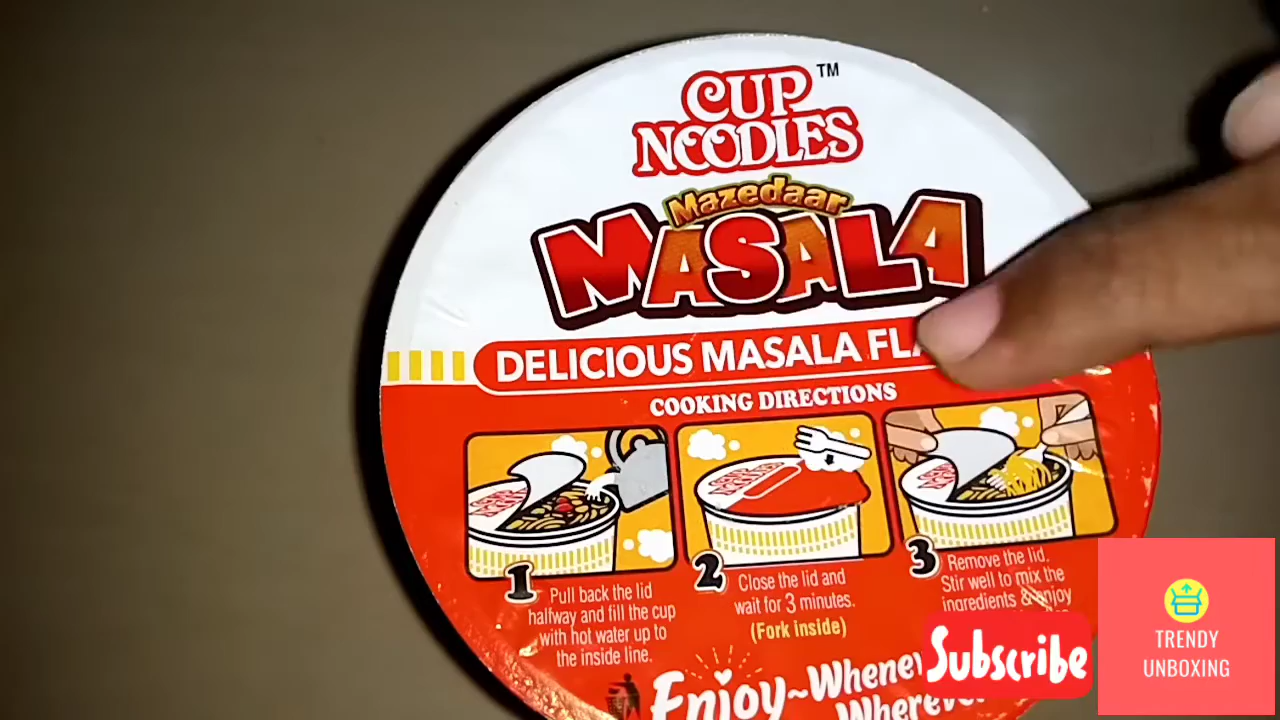 CUP
NOODLES
TM
Mazedaar
MASALA
DELICIOUS MASALA
COOKING DIRECTIONS
1
Pull back the lid
halfway and fill the cup
with hot water up to
the inside line.
2
Close the lid and
wait for 3 minutes.
(Fork inside)
3
Remove the lid.
Stir well to mix the
ingredients & enjoy
Enjoy~
Subscribe
TRENDY
UNBOXING